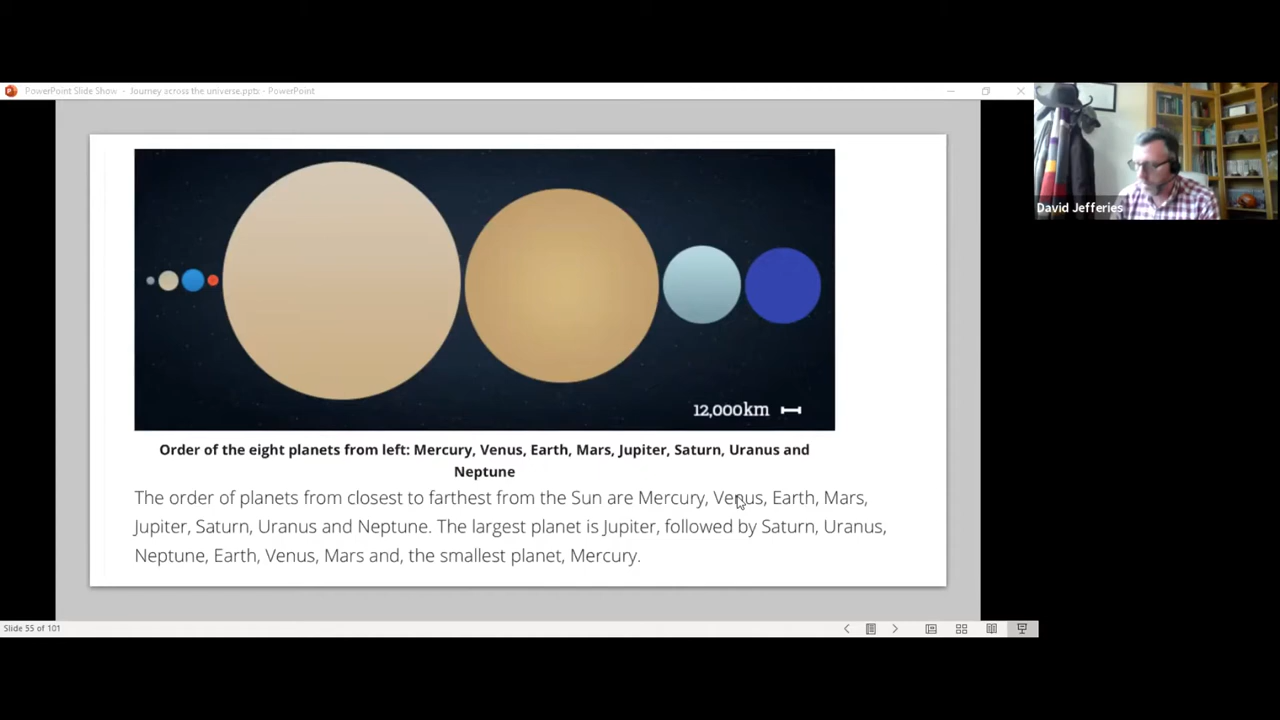 PowerPoint Slide Show - Journey across the universe.pptx - PowerPoint
David Jefferies
12,000km
Order of the eight planets from left: Mercury, Venus, Earth, Mars, Jupiter, Saturn, Uranus and
Neptune
The order of planets from closest to farthest from the Sun are Mercury, Venus, Earth, Mars,
Jupiter, Saturn, Uranus and Neptune. The largest planet is Jupiter, followed by Saturn, Uranus,
Neptune, Earth, Venus, Mars and, the smallest planet, Mercury.
Slide 55 of 101